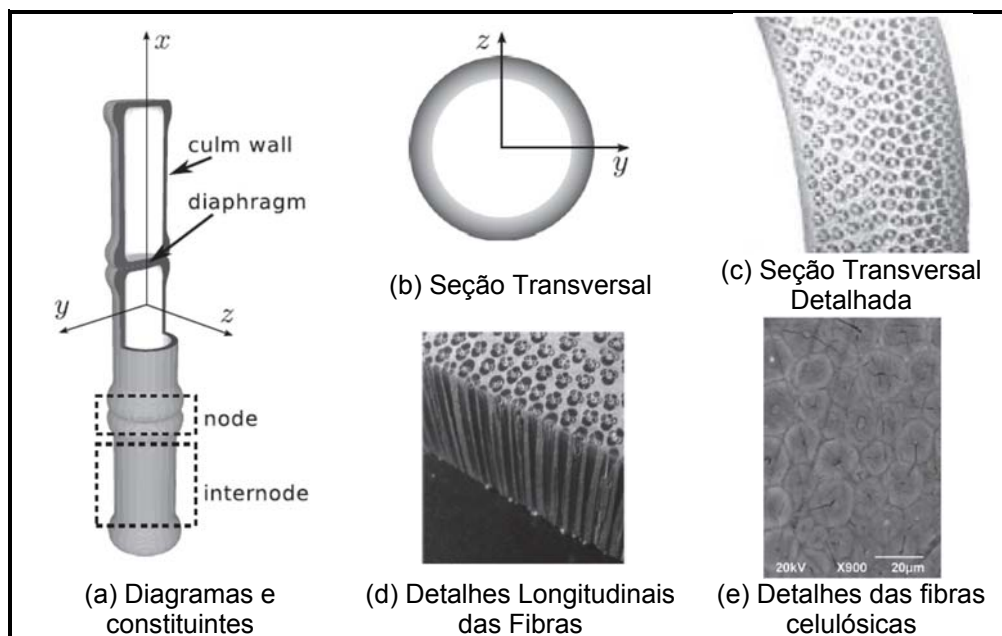 x
culm wall
diaphragm
y
z
node
internode
(a) Diagramas e
constituintes
z
y
(b) Seção Transversal
(c) Seção Transversal
Detalhada
(d) Detalhes Longitudinais
das Fibras
20kV X900 20µm
(e) Detalhes das fibras
celulósicas